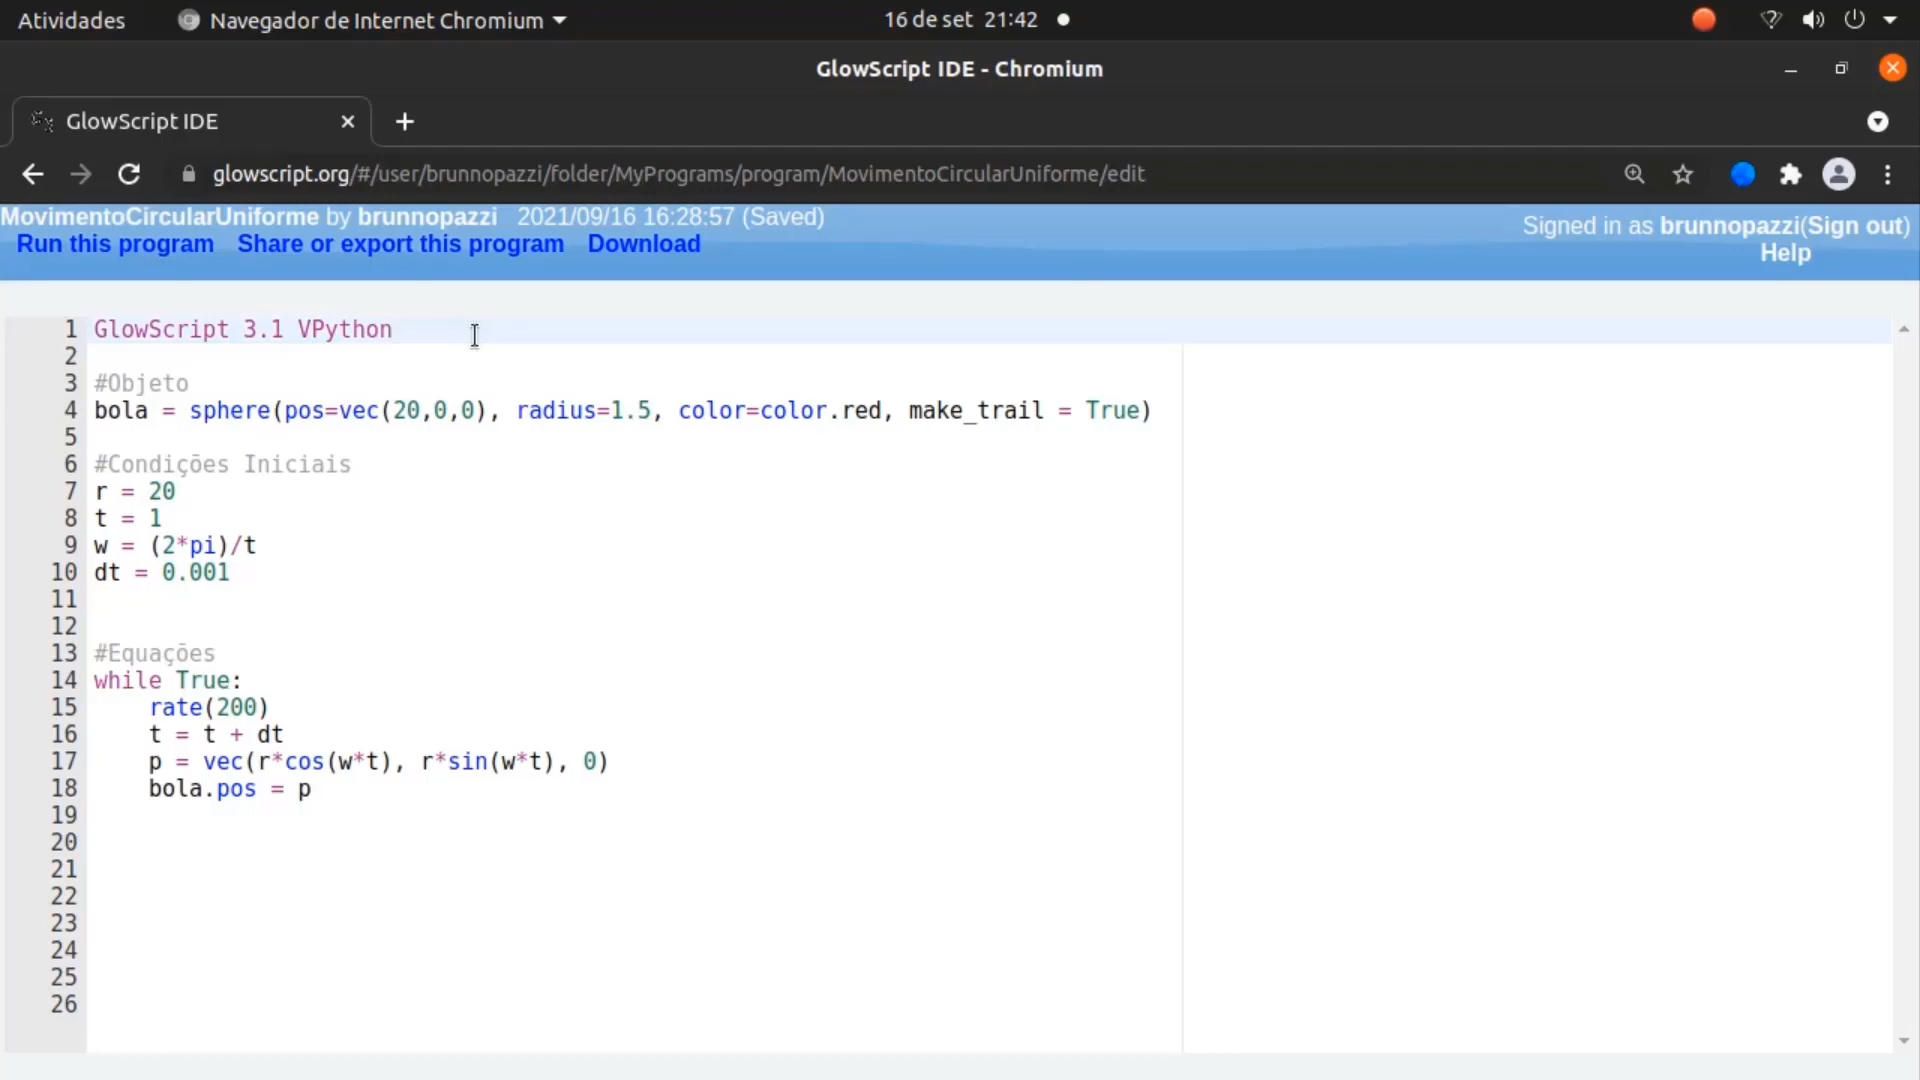 Atividades
Navegador de Internet Chromium
16 de set 21:42
GlowScript IDE - Chromium
GlowScript IDE
glowscript.org/#/user/brunnopazzi/folder/MyPrograms/program/MovimentoCircularUniforme/edit
MovimentoCircularUniforme by brunnopazzi 2021/09/16 16:28:57 (Saved)
Signed in as brunnopazzi(Sign out)
Run this program Share or export this program Download
Help
1 GlowScript 3.1 VPython
2
3 #Objeto
4 bola = sphere(pos=vec(20,0,0), radius=1.5, color=color.red, make_trail = True)
5
6 #Condições Iniciais
7 r = 20
8 t = 1
9 w = (2*pi)/t
10 dt = 0.001
11
12
13 #Equações
14 while True:
15 rate(200)
16 t = t + dt
17 p = vec(r*cos(w*t), r*sin(w*t), 0)
18 bola.pos = p
19
20
21
22
23
24
25
26